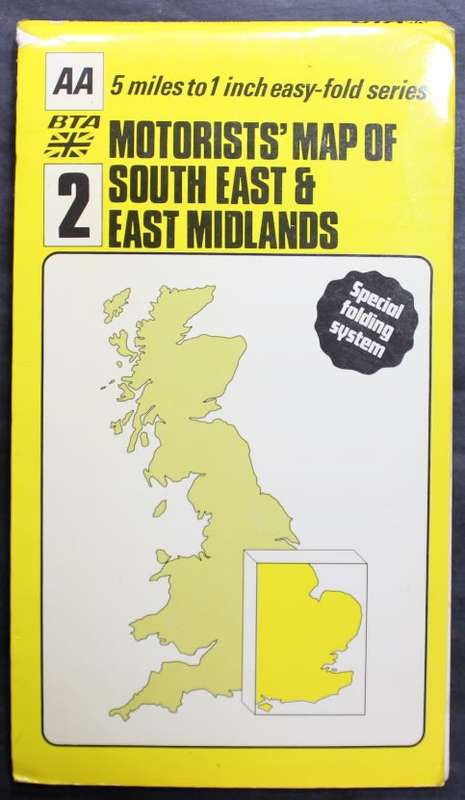 AA
5 miles to 1 inch easy-fold series
BTA
2
MOTORISTS' MAP OF
SOUTH EAST &
EAST MIDLANDS
Special
folding
system